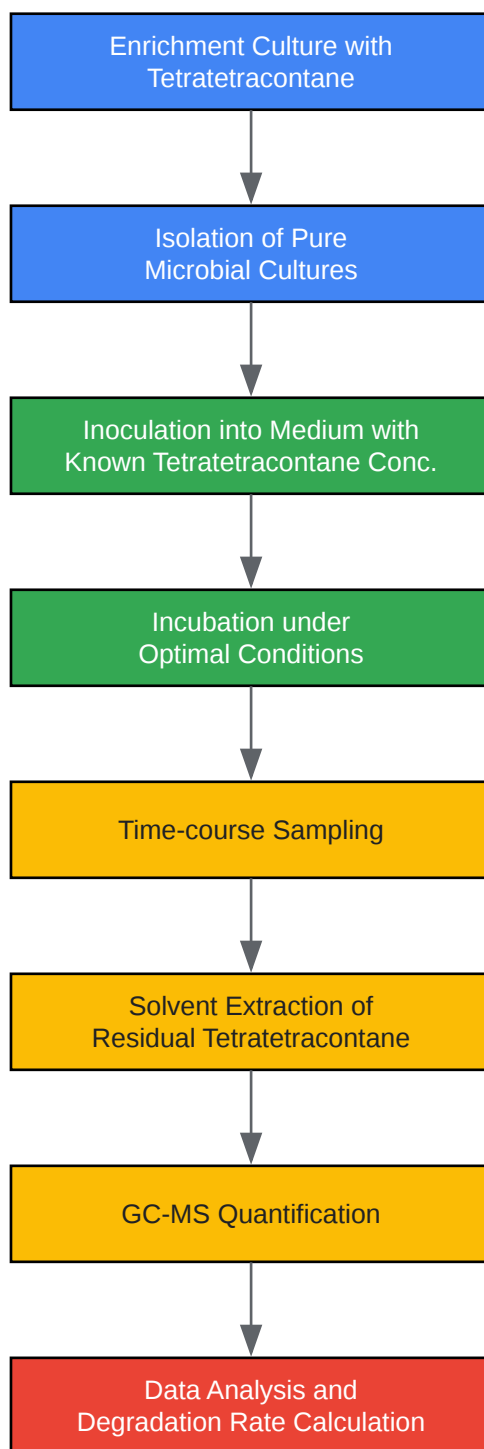 Enrichment Culture with
Tetratetracontane
Isolation of Pure
Microbial Cultures
Inoculation into Medium with
Known Tetratetracontane Conc.
Incubation under
Optimal Conditions
Time-course Sampling
Solvent Extraction of
Residual Tetratetracontane
GC-MS Quantification
Data Analysis and
Degradation Rate Calculation